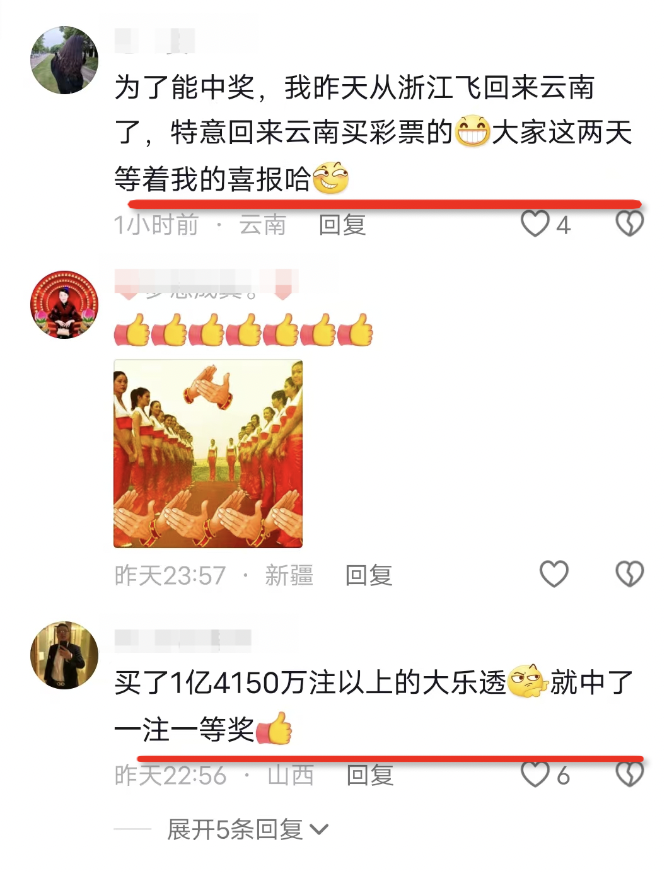 为了能中奖，我昨天从浙江飞回来云南
了，特意回来云南买彩票的😁大家这两天
等着我的喜报哈
1小时前 · 云南 回复 4
昨天23:57 · 新疆 回复
买了1亿4150万注以上的大乐透就中了
一注一等奖👍
昨天22:56 · 山西 回复 6
展开5条回复